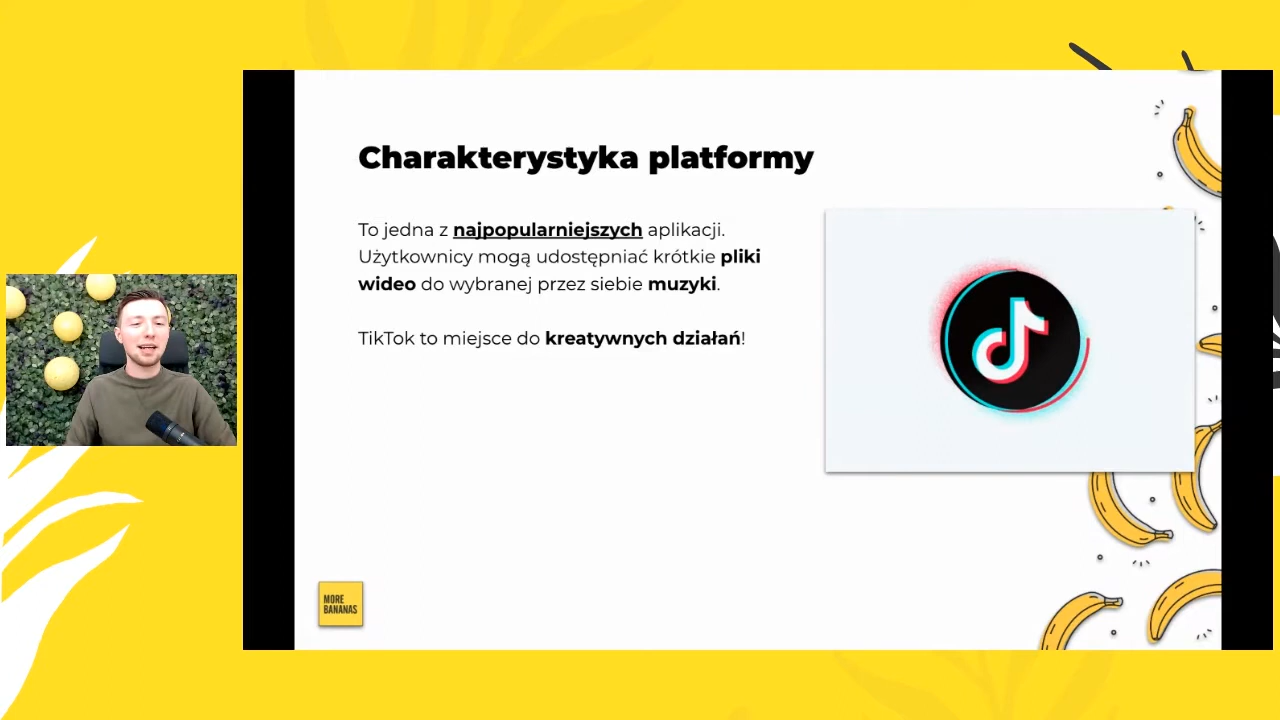 Charakterystyka platformy
To jedna z najpopularniejszych aplikacji.
Użytkownicy mogą udostępniać krótkie pliki
wideo do wybranej przez siebie muzyki.
TikTok to miejsce do kreatywnych działań!
MORE
BANANAS